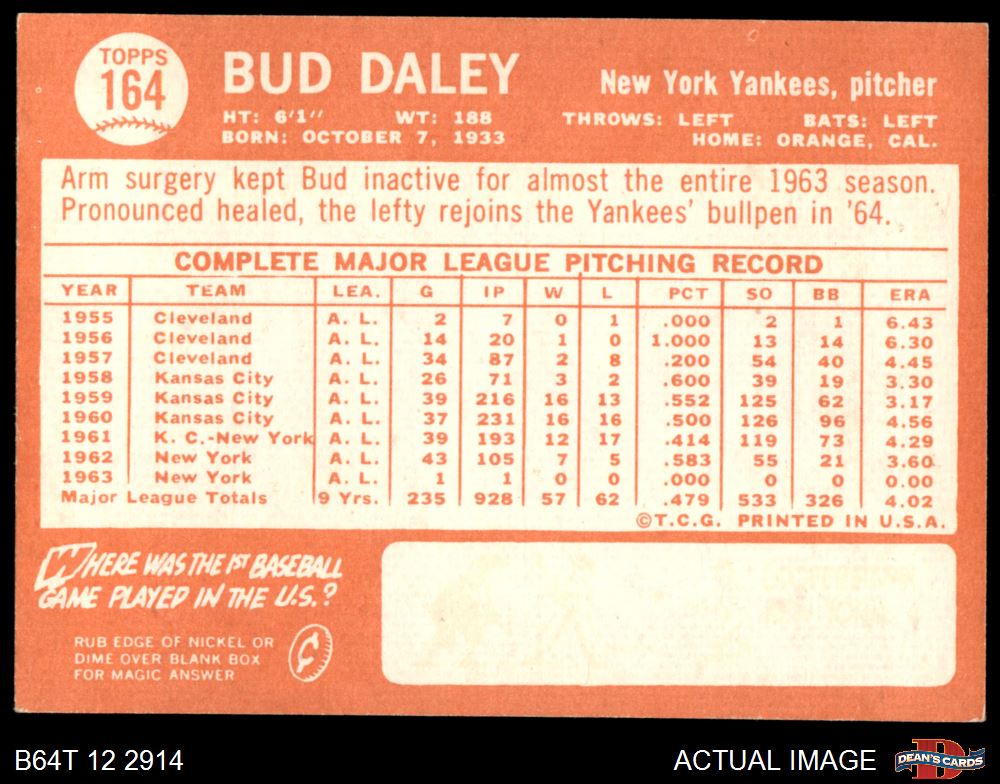 TOPPS
164
BUD DALEY
New York Yankees, pitcher
HT: 6'1" WT: 188 THROWS: LEFT BATS: LEFT
BORN: OCTOBER 7, 1933 HOME: ORANGE, CAL.
Arm surgery kept Bud inactive for almost the entire 1963 season.
Pronounced healed, the lefty rejoins the Yankees' bullpen in '64.
COMPLETE MAJOR LEAGUE PITCHING RECORD
YEAR TEAM LEA. G IP W L PCT SO BB ERA
1955 Cleveland A. L. 2 7 0 1 .000 2 1 6.43
1956 Cleveland A. L. 14 20 1 0 1.000 13 14 6.30
1957 Cleveland A. L. 34 87 2 8 .200 54 40 4.45
1958 Kansas City A. L. 26 71 3 2 .600 39 19 3.30
1959 Kansas City A. L. 39 216 16 13 .552 125 62 3.17
1960 Kansas City A. L. 37 231 16 16 .500 126 96 4.56
1961 K. C.-New York A. L. 39 193 12 17 .414 119 73 4.29
1962 New York A. L. 43 105 7 5 .583 55 21 3.60
1963 New York A. L. 1 1 0 0 .000 0 0 0.00
Major League Totals 9 Yrs. 235 928 57 62 .479 533 326 4.02
©T.C.G. PRINTED IN U.S.A.
WHERE WAS THE 1ST BASEBALL
GAME PLAYED IN THE U.S.?
RUB EDGE OF NICKEL OR
DIME OVER BLANK BOX
FOR MAGIC ANSWER
B64T 12 2914
ACTUAL IMAGE
DEAN'S CARDS